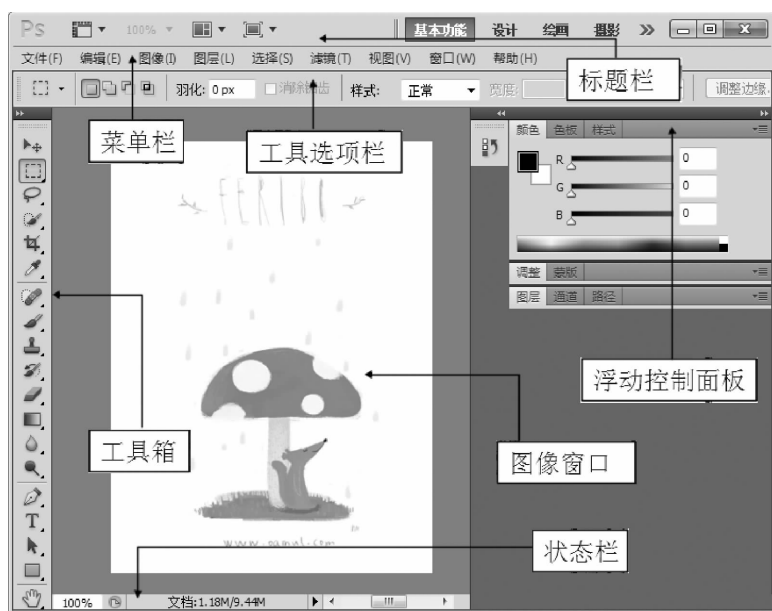 Ps 100% 基本功能 设计 绘画 摄影 >>
文件(F) 编辑(E) 图像(I) 图层(L) 选择(S) 滤镜(T) 视图(V) 窗口(W) 帮助(H)
标题栏
羽化: 0 px 消除锯齿 样式: 正常 宽度: 调整边缘
菜单栏
工具选项栏
颜色 色板 样式
R 0
G 0
B 0
调整 蒙版
图层 通道 路径
浮动控制面板
工具箱
图像窗口
状态栏
T
100% 文档:1.18M/9.44M